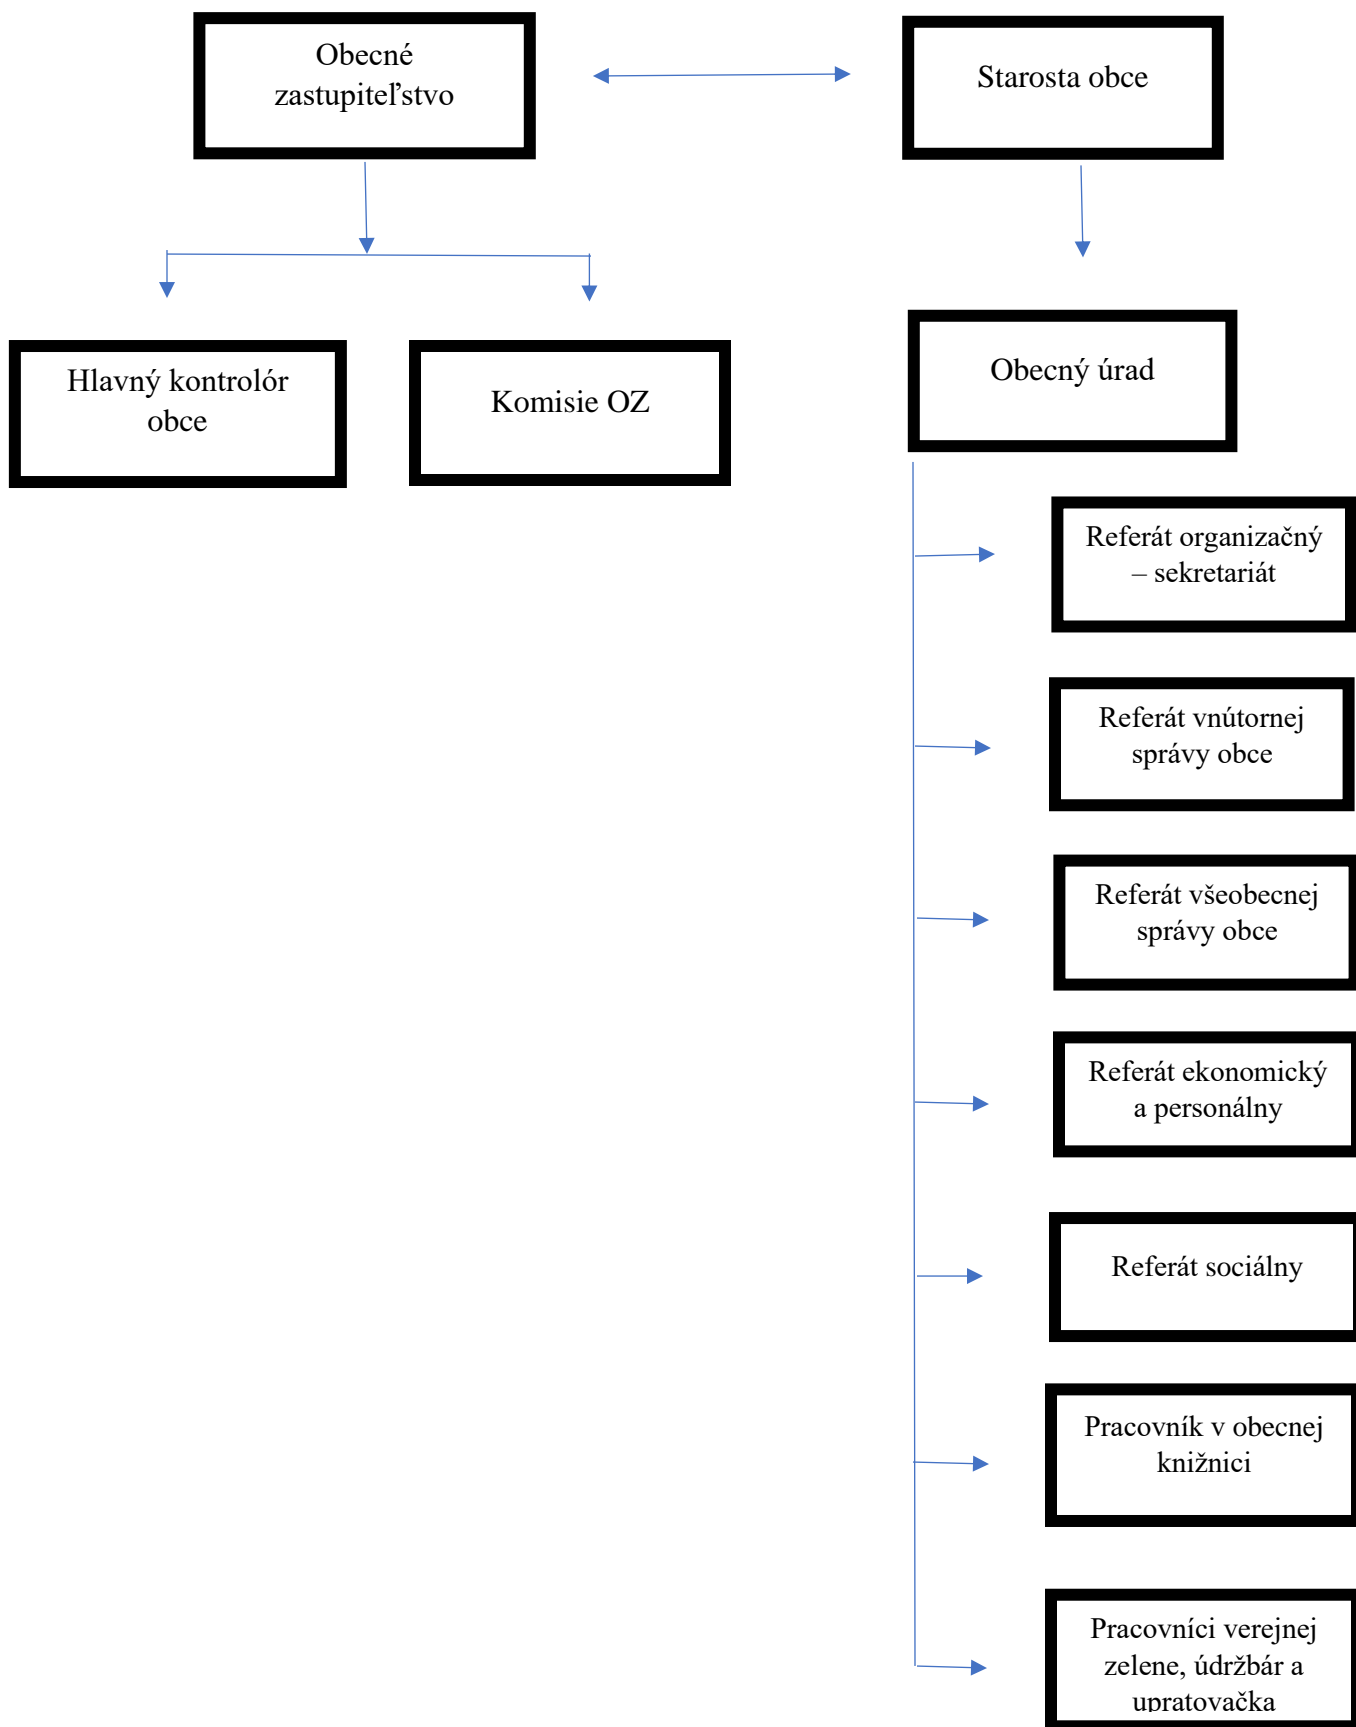 Obecné
zastupiteľstvo
Starosta obce
Hlavný kontrolór
obce
Komisie OZ
Obecný úrad
Referát organizačný
– sekretariát
Referát vnútornej
správy obce
Referát všeobecnej
správy obce
Referát ekonomický
a personálny
Referát sociálny
Pracovník v obecnej
knižnici
Pracovníci verejnej
zelene, údržbár a
upratovačka